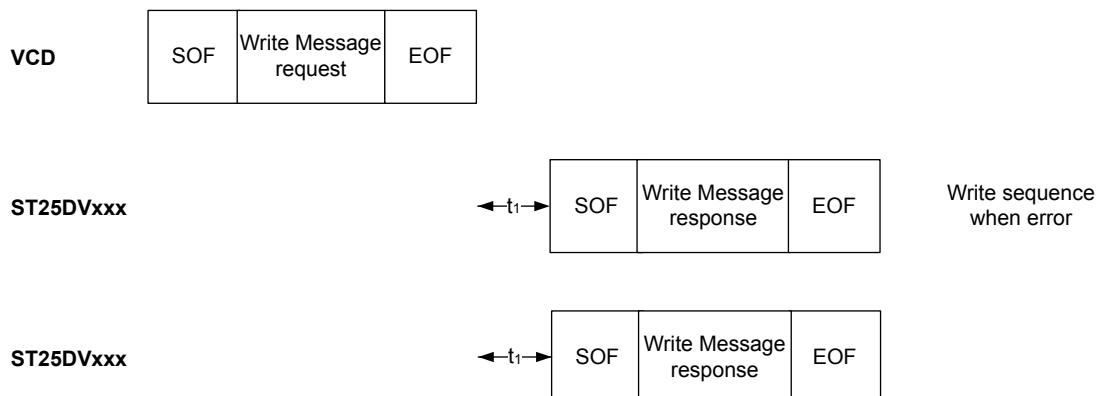 VCD SOF Write Message request EOF
ST25DVxxx t1 SOF Write Message response EOF Write sequence when error
ST25DVxxx t1 SOF Write Message response EOF